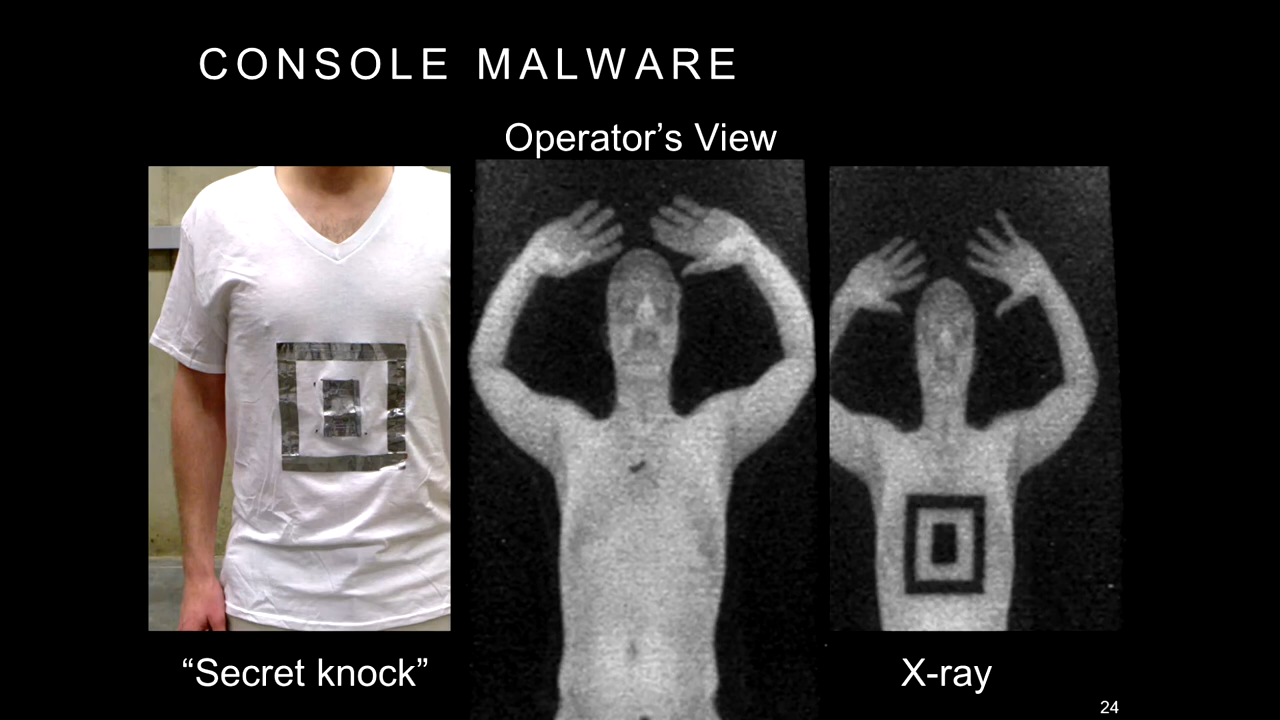 CONSOLE MALWARE
Operator’s View
“Secret knock”
X-ray
24